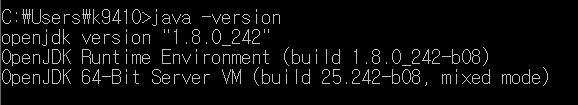 C:₩Users₩k9410>java -version
openjdk version "1.8.0_242"
OpenJDK Runtime Environment (build 1.8.0_242-b08)
OpenJDK 64-Bit Server VM (build 25.242-b08, mixed mode)